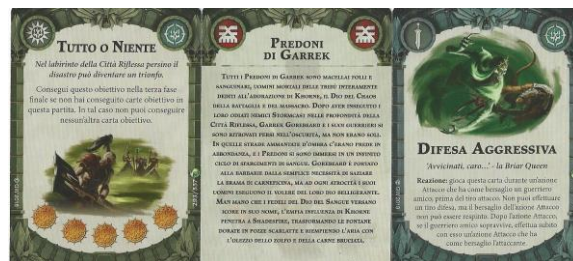 TUTTO O NIENTE
Nel labirinto della Città Riflessa persino il
disastro può diventare un trionfo.
Consegui questo obiettivo nella terza fase
finale se non hai conseguito carte obiettivo in
questa partita. In tal caso non puoi conseguire
nessun'altra carta obiettivo.
PREDONI
DI GARREK
TUTTI I PREDONI DI GARREK SONO MACELLAI FOLLI E
SANGUINARI, UOMINI MORTALI DELLE TRIBÙ INTERAMENTE
DEDITI ALL'ADORAZIONE DI KHORNE, IL DIO DEL CHAOS
DELLA BATTAGLIA E DEL MASSACRO. DOPO AVER INSEGUITO I
LORO ODIATI NEMICI STORMCAST NELLE PROFONDITÀ DELLA
CITTÀ RIFLESSA, GARREK GOREBEARD E I SUOI GUERRIERI SI
SONO RITROVATI PERSI NELL'OSCURITÀ, MA NON ERANO SOLI.
IN QUELLE STRADE AMMANTATE D'OMBRA C'ERANO PREDE IN
ABBONDANZA, E I PREDONI SI SONO IMMERSI IN UN INFINITO
CICLO DI SPARGIMENTI DI SANGUE. GOREBEARD È VOTATO
ALLA BARBARIE DALLA SEMPLICE NECESSITÀ DI SAZIARE
LA BRAMA DI CARNEFICINA, MA AD OGNI ATROCITÀ I SUOI
UOMINI ESEGUONO IL VOLERE DEL LORO DIO BELLIGERANTE.
MAN MANO CHE I FEDELI DEL DIO DEL SANGUE VERSANO
ICORE IN SUO NOME, L'EMPIA INFLUENZA DI KHORNE
PENETRA A SHADESPIRE, TRASFORMANDO LE FONTANE
DORATE IN POZZE SCARLATTE E RIEMPIENDO L'ARIA CON
L'OLEZZO DELLO ZOLFO E DELLA CARNE BRUCIATA.
DIFESA AGGRESSIVA
'Avvicinati, caro...' - la Briar Queen
Reazione: gioca questa carta durante un'azione
Attacco che ha come bersaglio un guerriero
amico, prima del tiro attacco. Non puoi effettuare
un tiro difesa, ma il bersaglio dell'azione Attacco
non può essere respinto. Dopo l'azione Attacco,
se il guerriero amico sopravvive, effettua subito
con esso un'azione Attacco che ha
come bersaglio l'attaccante.